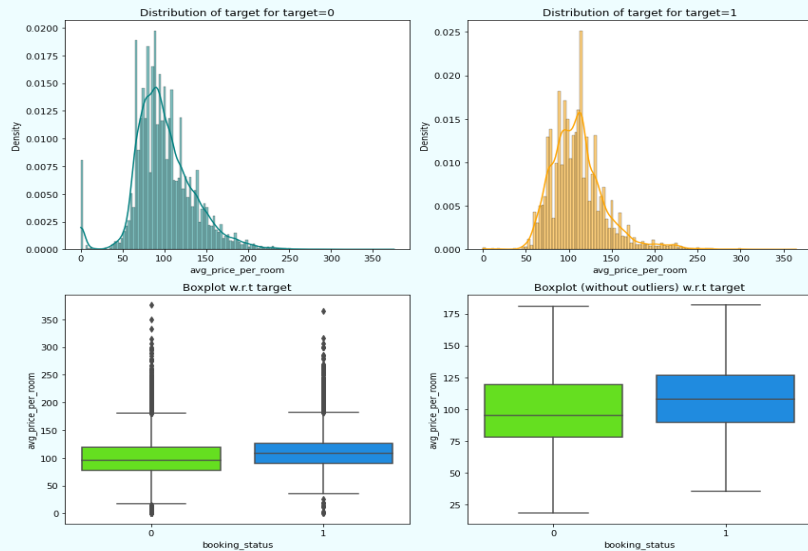 Distribution of target for target=0
Density
0.020
0.0175
0.0150
0.0125
0.0100
0.0075
0.0050
0.0025
0.000
0 50 100 150 200 250 300 350
avg_price_per_room
Distribution of target for target=1
Density
0.025
0.020
0.015
0.010
0.005
0.000
0 50 100 150 200 250 300 350
avg_price_per_room
Boxplot w.r.t target
avg_price_per_room
350
300
250
200
150
100
50
0
0 1
booking_status
Boxplot (without outliers) w.r.t target
avg_price_per_room
175
150
125
100
75
50
25
0 1
booking_status